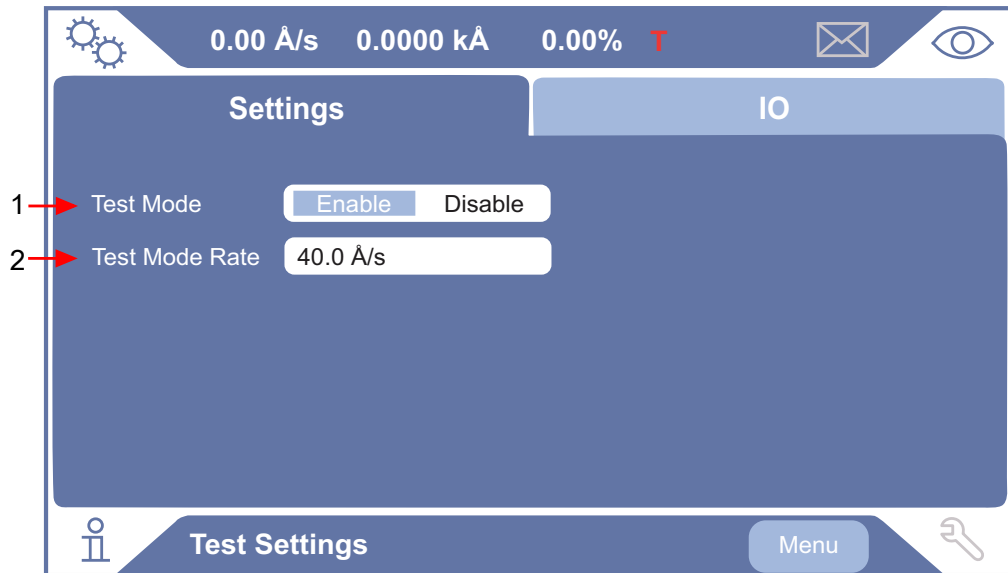 0.00 Å/s 0.0000 kÅ 0.00% T
Settings IO
1 Test Mode Enable Disable
2 Test Mode Rate 40.0 Å/s
Test Settings Menu